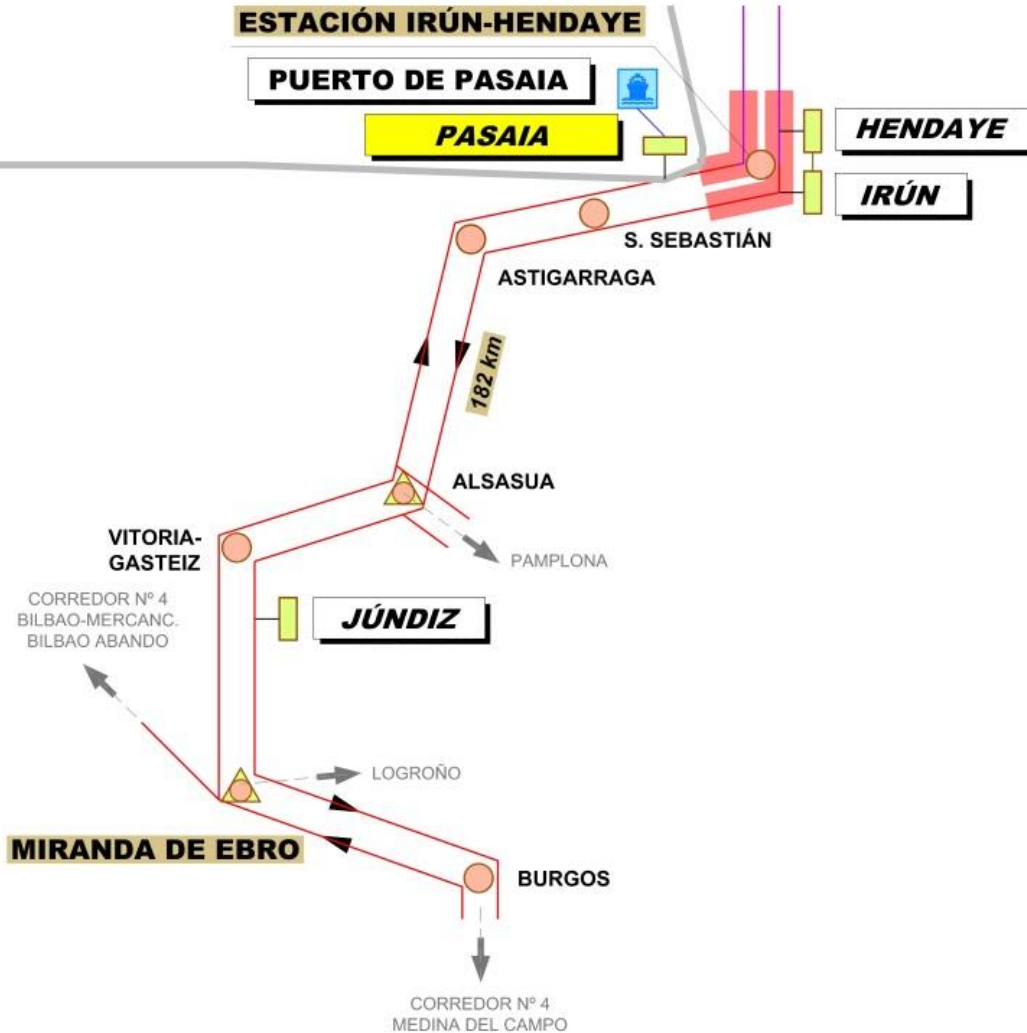 ESTACIÓN IRÚN-HENDAYE
PUERTO DE PASAIA
PASAIA
HENDAYE
IRÚN
S. SEBASTIÁN
ASTIGARRAGA
182 km
ALSASUA
VITORIA-
GASTEIZ
PAMPLONA
CORREDOR Nº 4
BILBAO-MERCANC.
BILBAO ABANDO
JÚNDIZ
LOGROÑO
MIRANDA DE EBRO
BURGOS
CORREDOR Nº 4
MEDINA DEL CAMPO